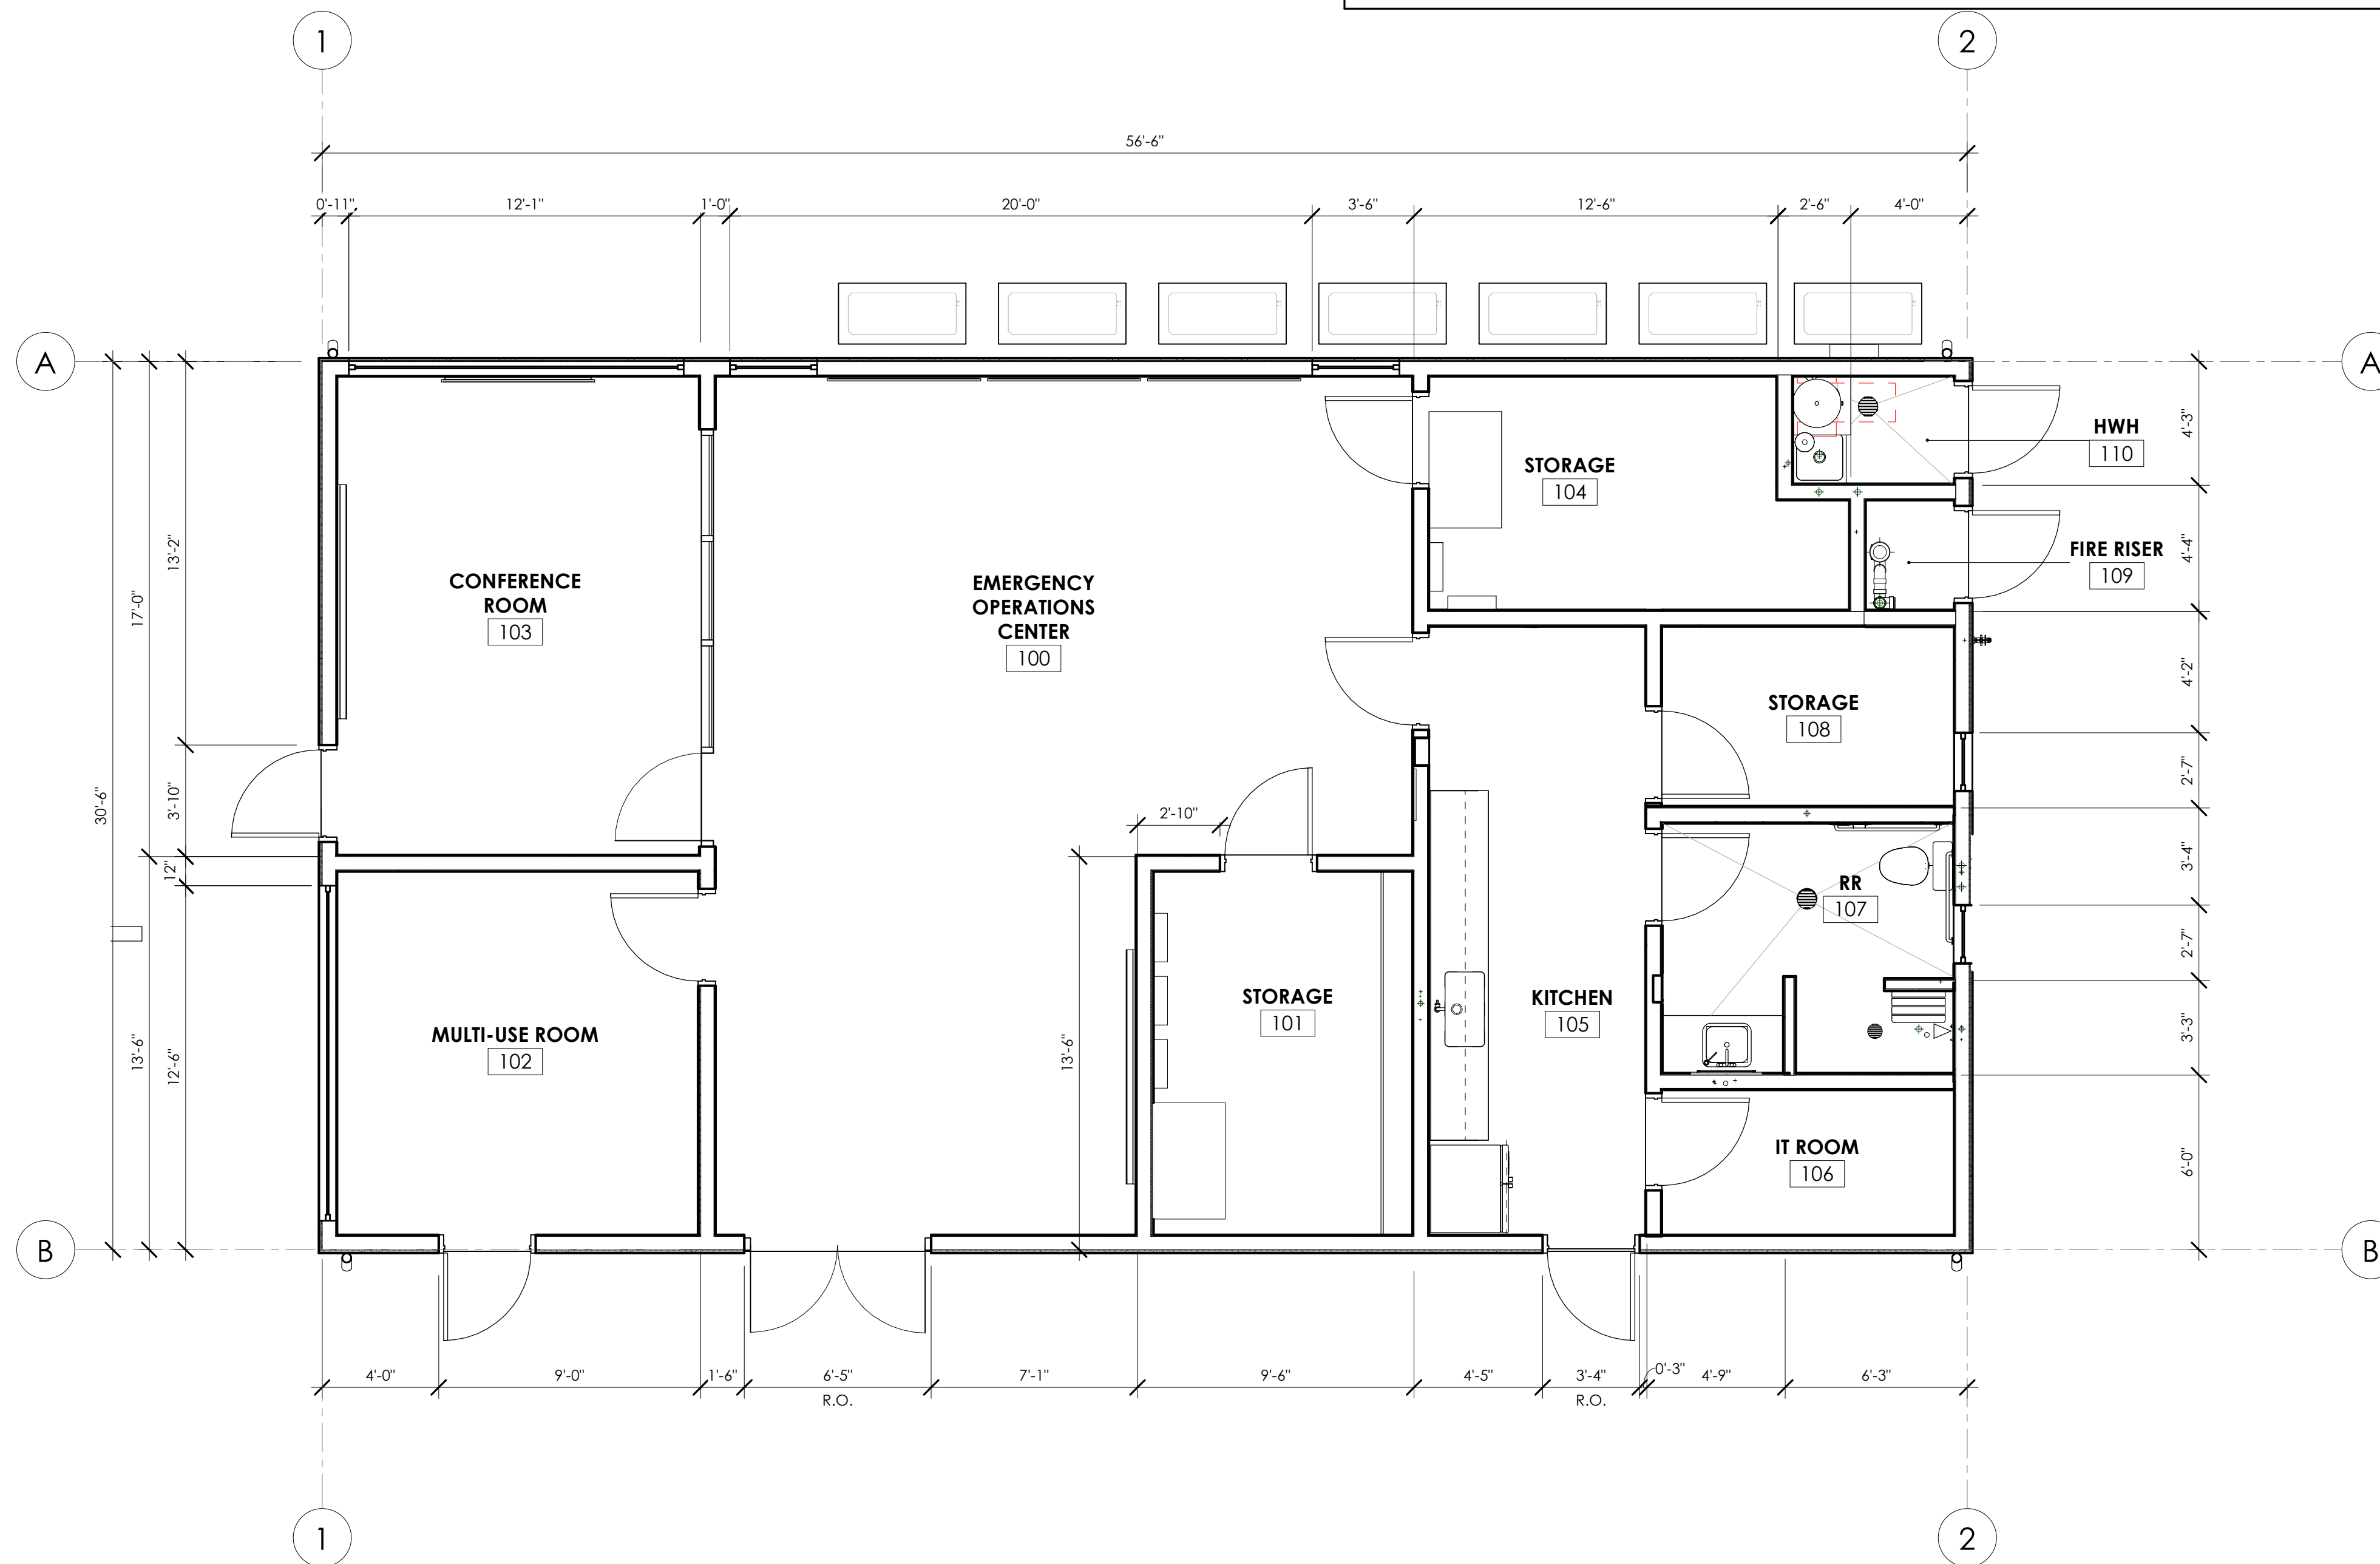 1
2
56'-6"
0'-11"
12'-1"
1'-0"
20'-0"
3'-6"
12'-6"
2'-6"
4'-0"
A
A
4'-3"
HWH
110
STORAGE
104
13'-2"
17'-0"
4'-4"
FIRE RISER
109
CONFERENCE
ROOM
103
EMERGENCY
OPERATIONS
CENTER
100
4'-2"
STORAGE
108
2'-7"
30'-6"
3'-10"
2'-10"
12"
3'-4"
RR
107
2'-7"
STORAGE
101
KITCHEN
105
MULTI-USE ROOM
102
13'-6"
12'-6"
13'-6"
3'-3"
IT ROOM
106
6'-0"
B
B
4'-0"
9'-0"
1'-6"
6'-5"
R.O.
7'-1"
9'-6"
4'-5"
3'-4"
R.O.
0'-3"
4'-9"
6'-3"
1
2